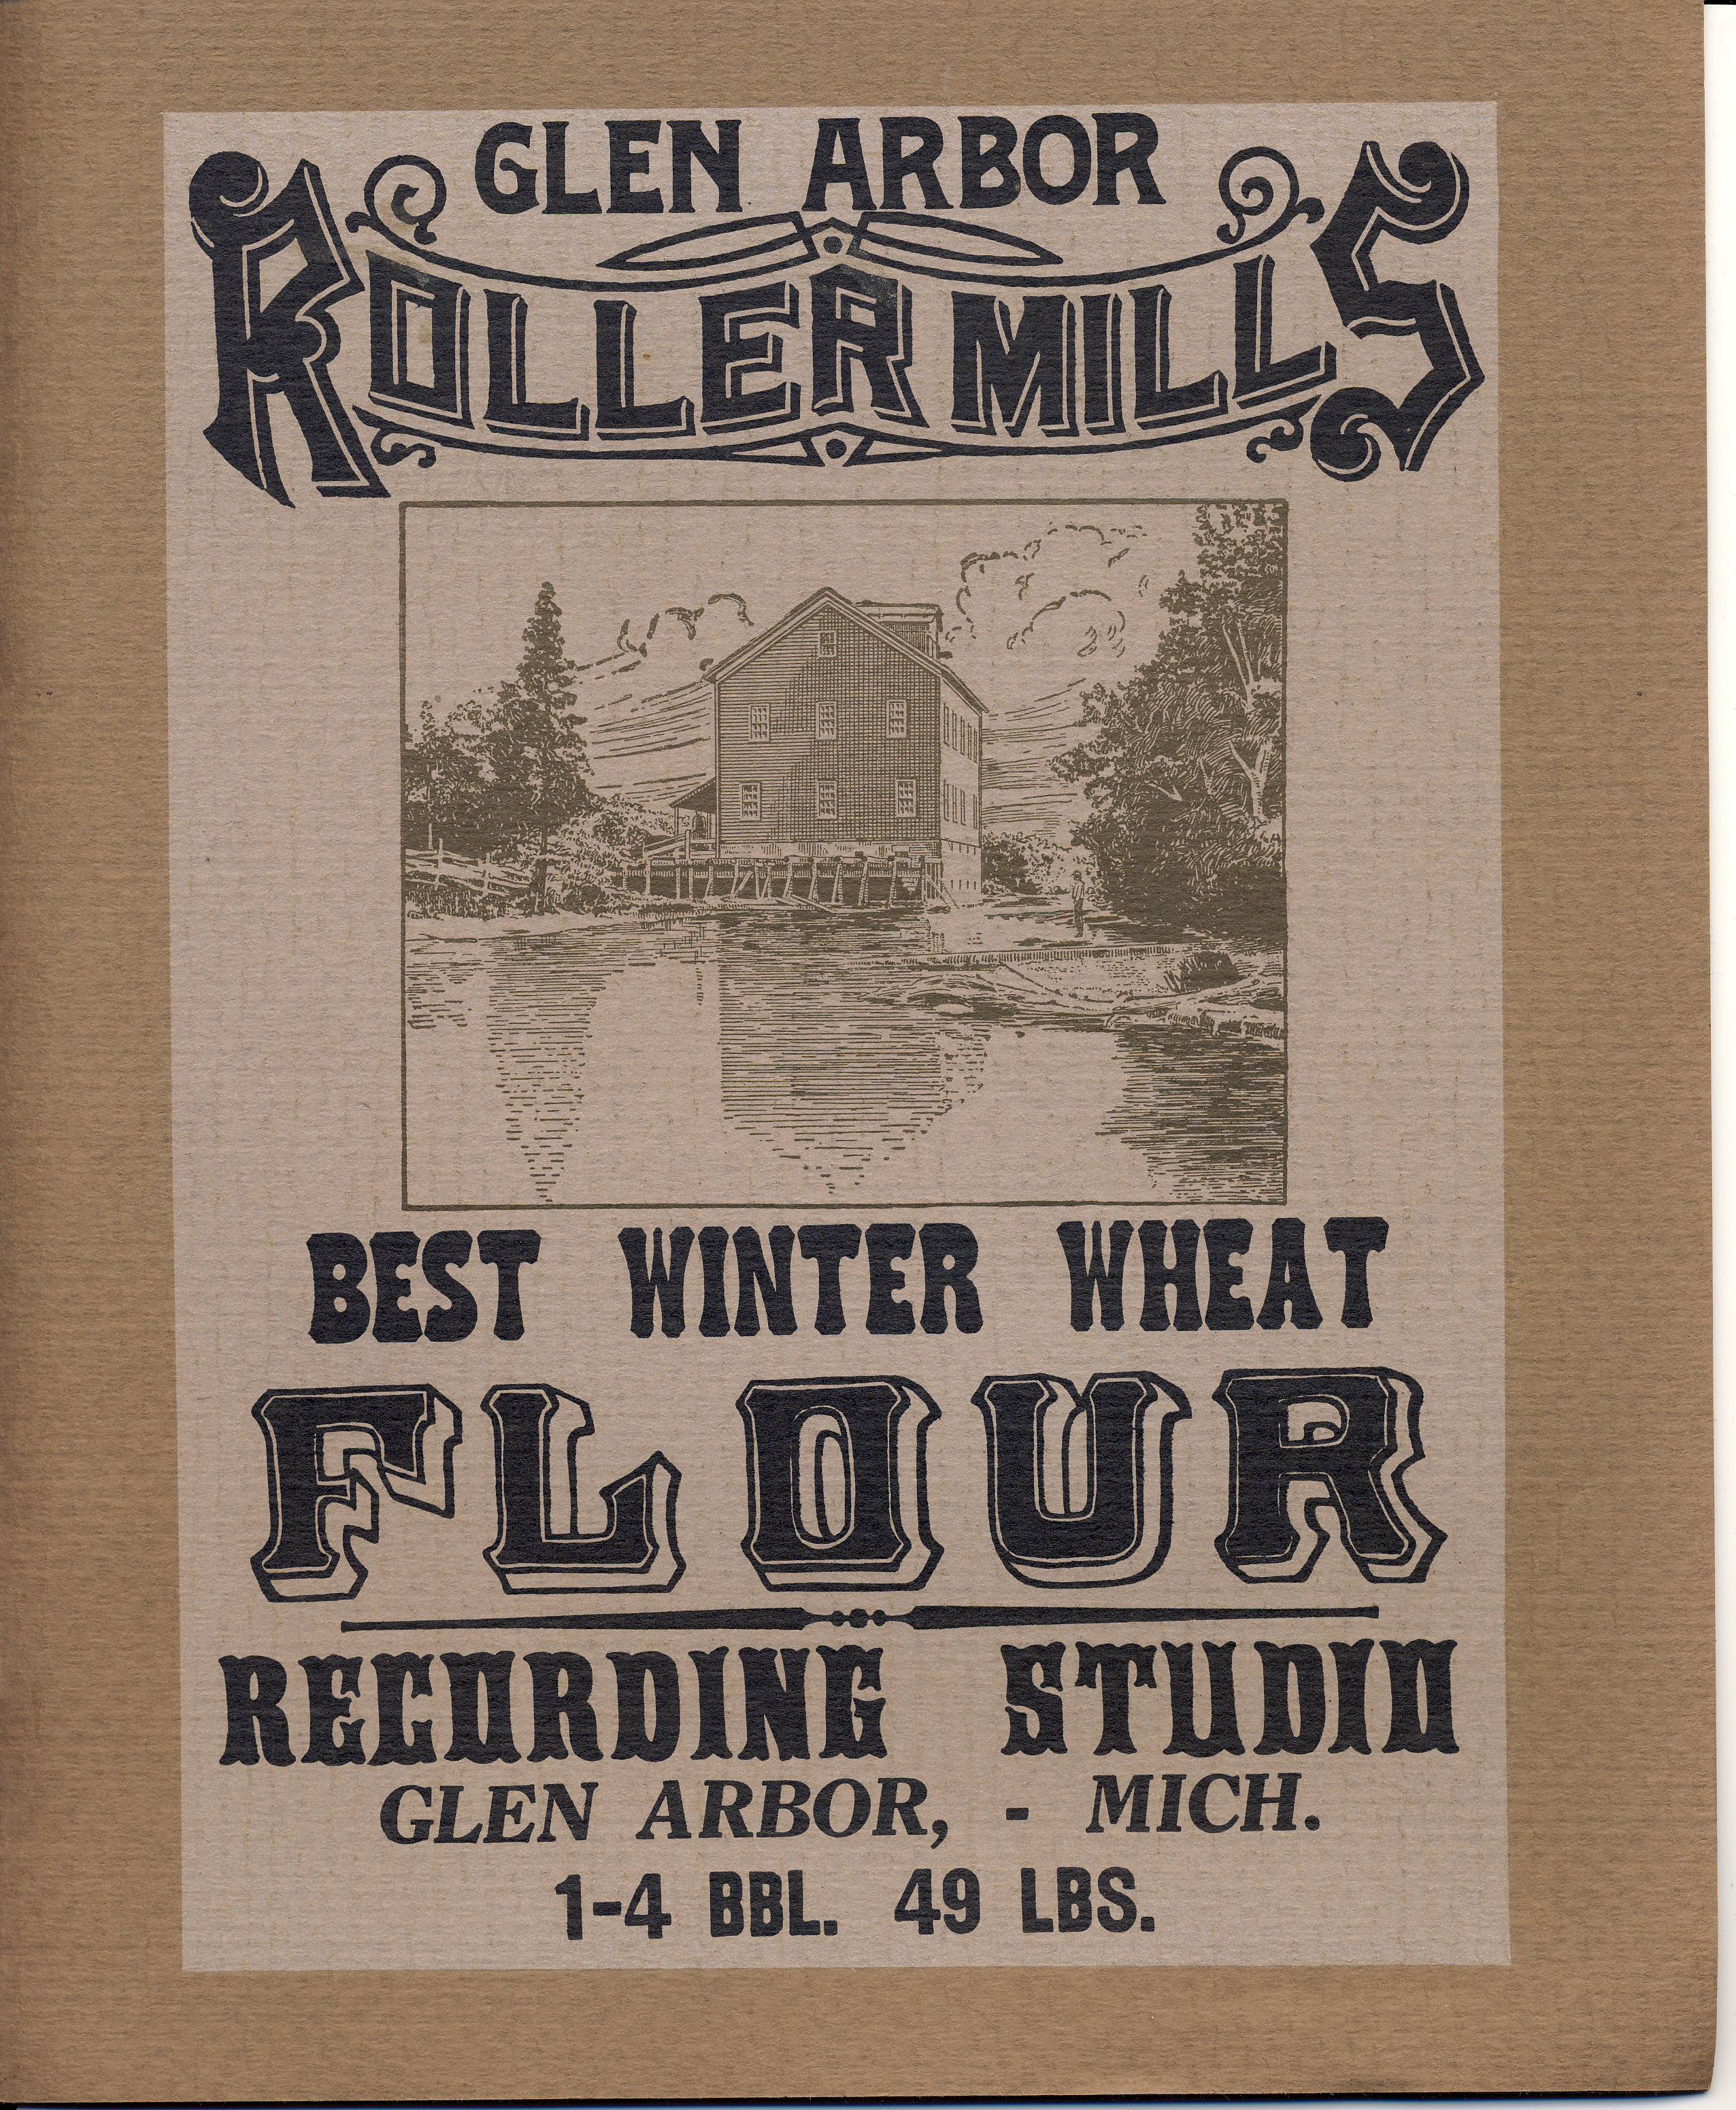 GLEN ARBOR
ROLLER MILLS
BEST WINTER WHEAT
FLOUR
RECORDING STUDIO
GLEN ARBOR, - MICH.
1-4 BBL. 49 LBS.